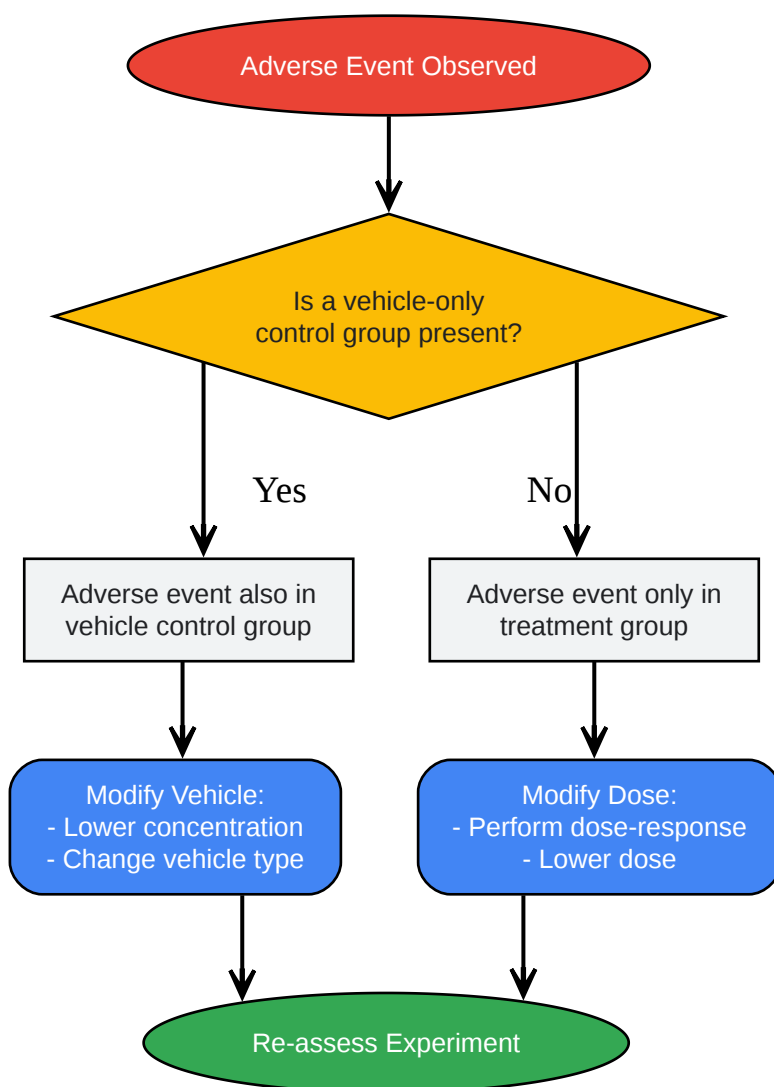 Adverse Event Observed
Is a vehicle-only
control group present?
Yes
No
Adverse event also in
vehicle control group
Adverse event only in
treatment group
Modify Vehicle:
- Lower concentration
- Change vehicle type
Modify Dose:
- Perform dose-response
- Lower dose
Re-assess Experiment